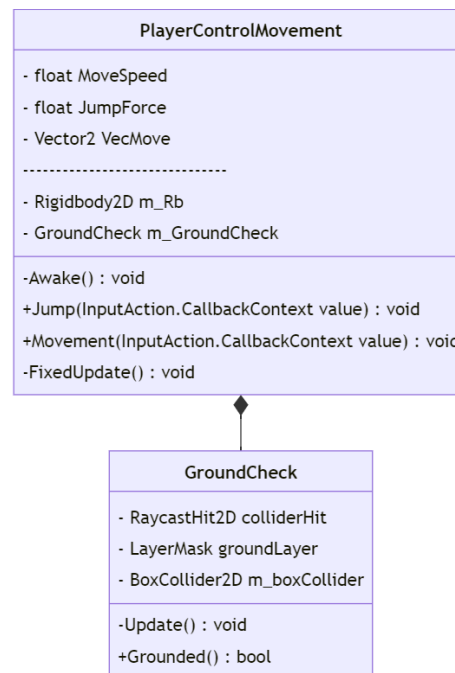 PlayerControlMovement
- float MoveSpeed
- float JumpForce
- Vector2 VecMove
-------------------------------
- Rigidbody2D m_Rb
- GroundCheck m_GroundCheck
-Awake() : void
+Jump(InputAction.CallbackContext value) : void
+Movement(InputAction.CallbackContext value) : void
-FixedUpdate() : void
GroundCheck
- RaycastHit2D colliderHit
- LayerMask groundLayer
- BoxCollider2D m_boxCollider
-Update() : void
+Grounded() : bool